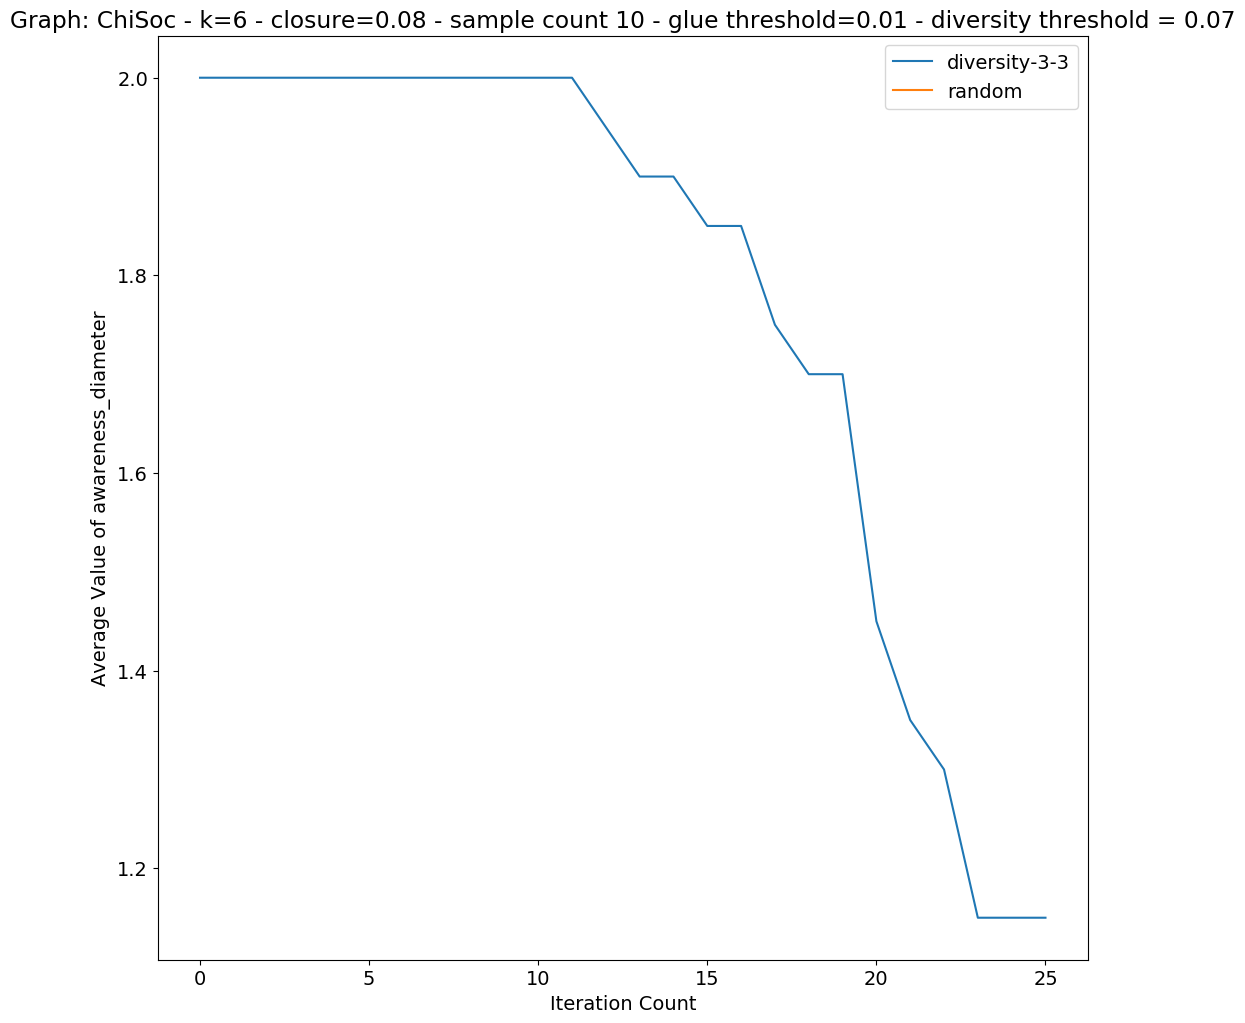 Graph: ChiSoc - k=6 - closure=0.08 - sample count 10 - glue threshold=0.01 - diversity threshold = 0.07
diversity-3-3
random
2.0
1.8
1.6
1.4
1.2
Average Value of awareness_diameter
0 5 10 15 20 25
Iteration Count